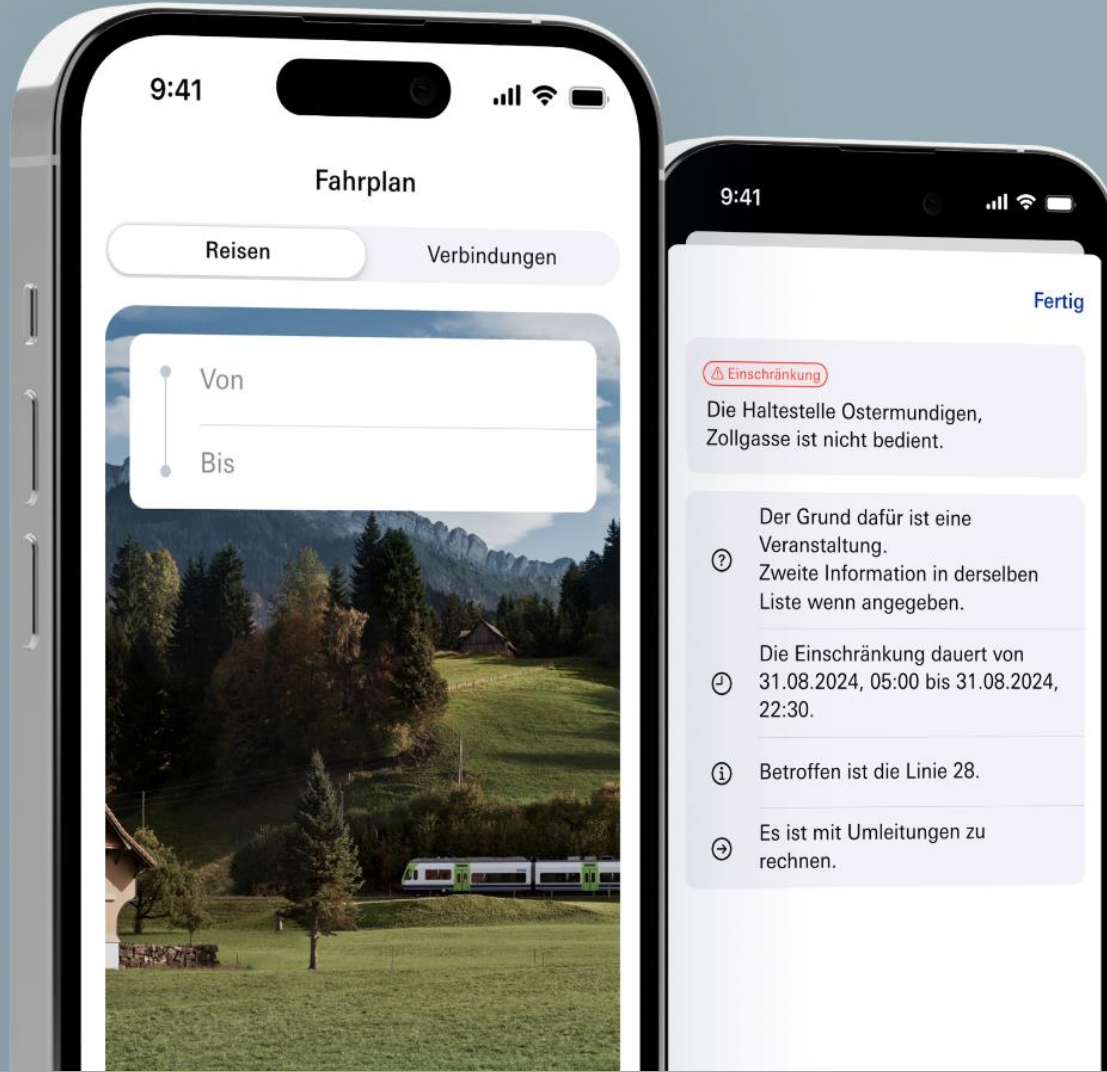 9:41
Fahrplan
Reisen
Verbindungen
Von
Bis
9:41
Fertig
Einschränkung
Die Haltestelle Ostermundigen,
Zollgasse ist nicht bedient.
Der Grund dafür ist eine
Veranstaltung.
Zweite Information in derselben
Liste wenn angegeben.
Die Einschränkung dauert von
31.08.2024, 05:00 bis 31.08.2024,
22:30.
Betroffen ist die Linie 28.
Es ist mit Umleitungen zu
rechnen.